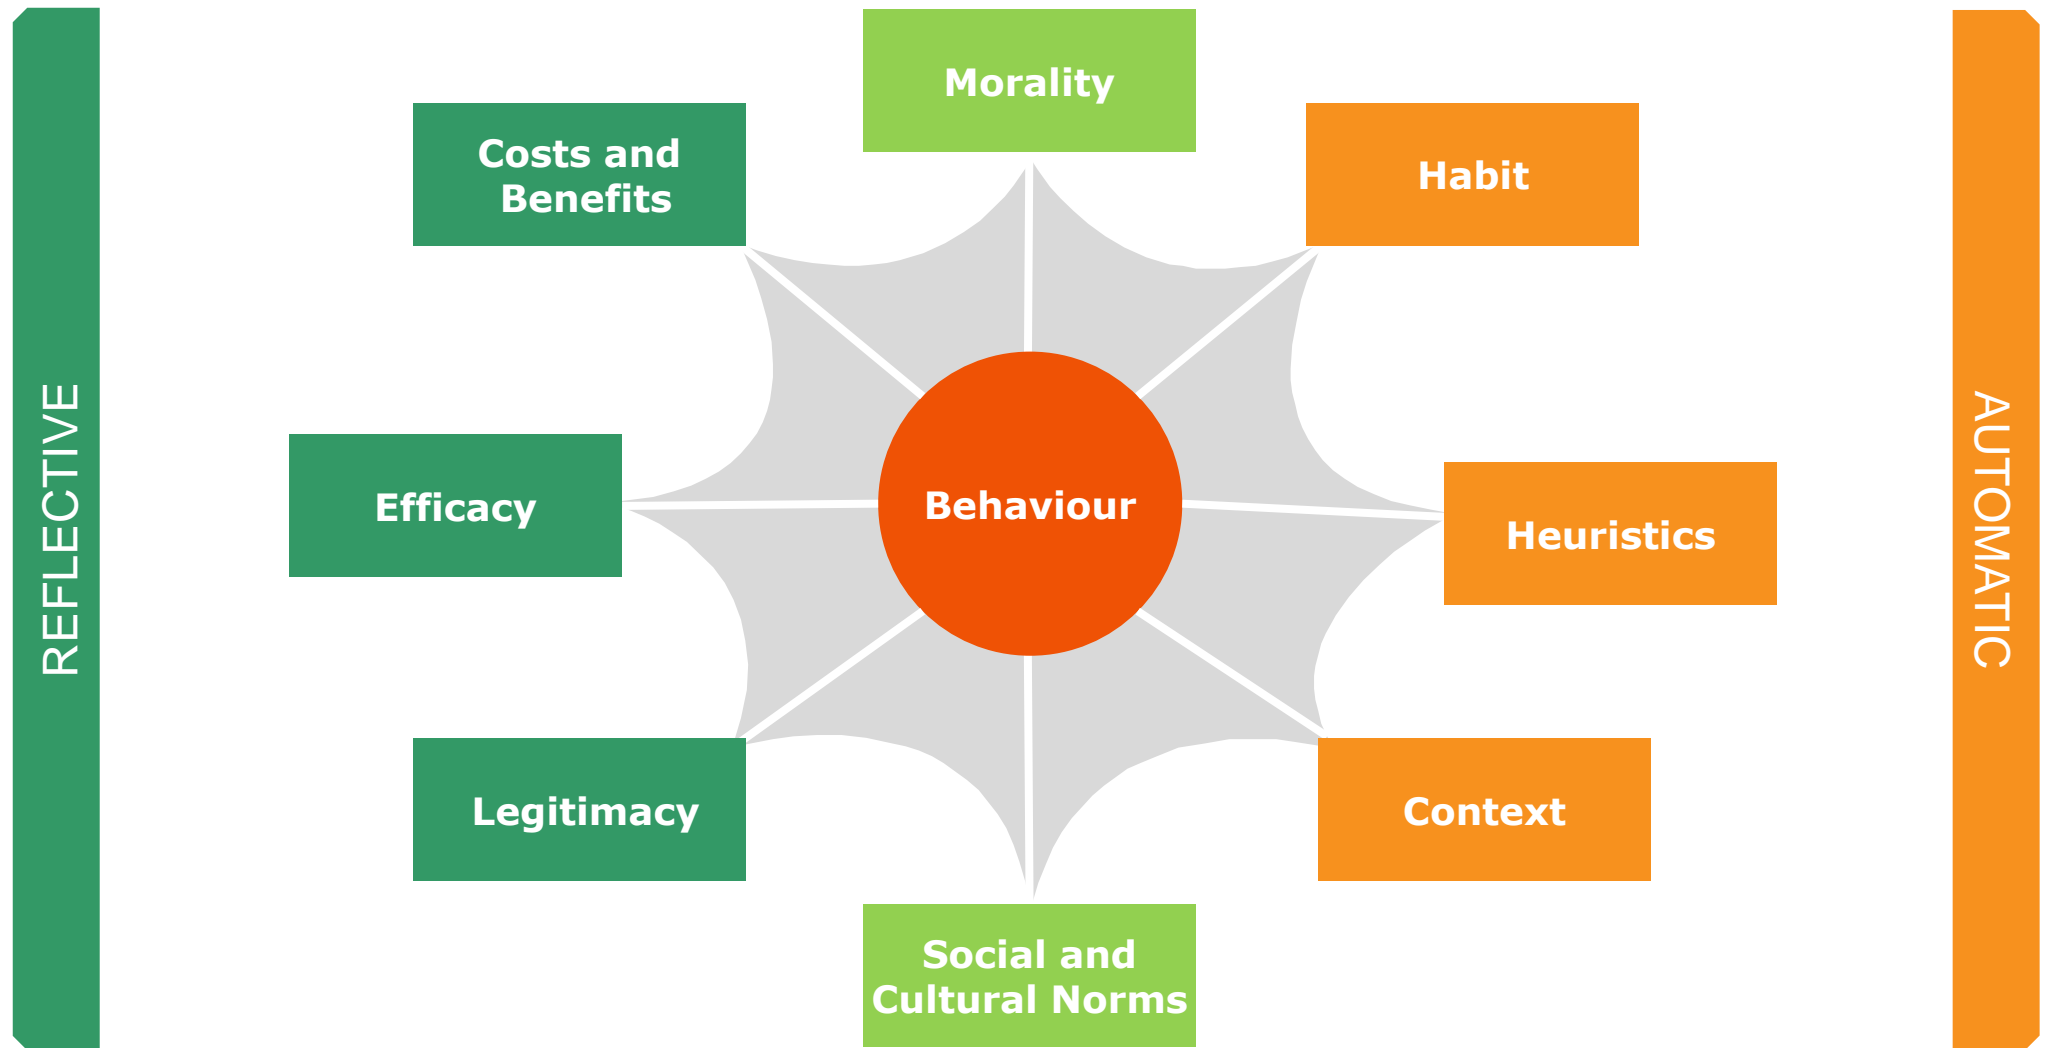 REFLECTIVE
Morality
Costs and
Benefits
Habit
Efficacy
Behaviour
Heuristics
Legitimacy
Context
Social and
Cultural Norms
AUTOMATIC